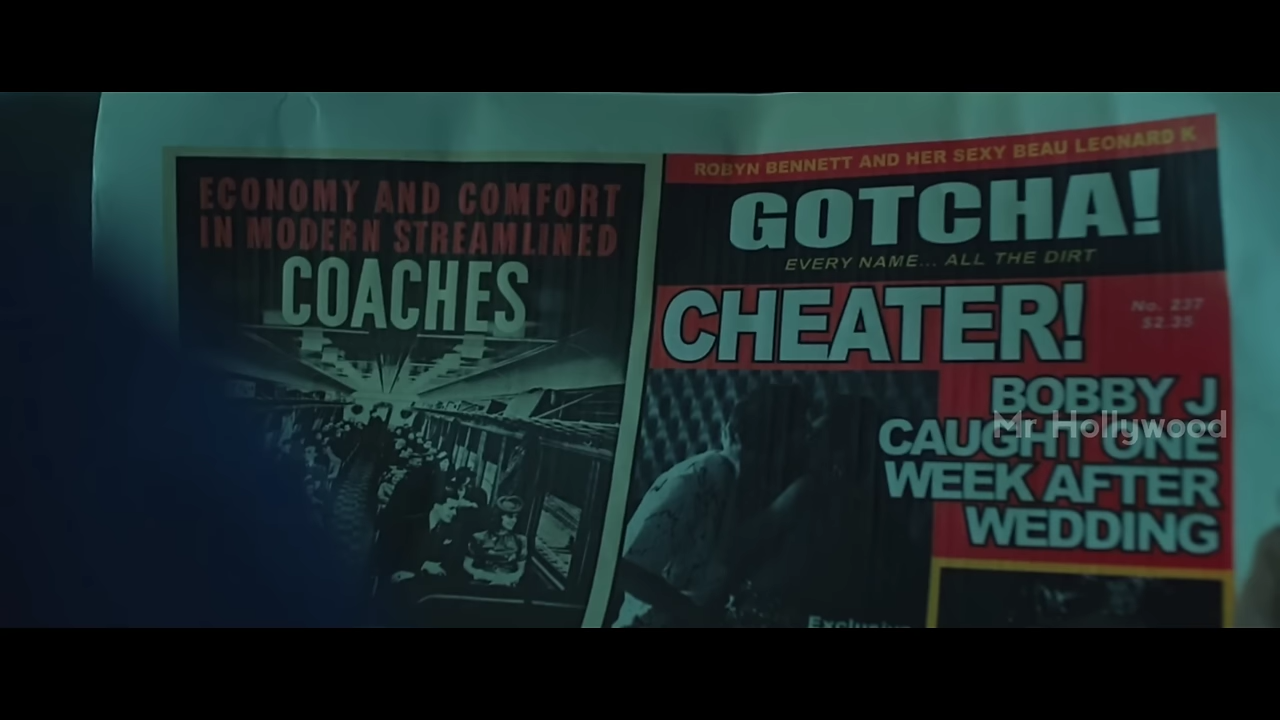 ECONOMY AND COMFORT
IN MODERN STREAMLINED
COACHES
ROBYN BENNETT AND HER SEXY BEAU LEONARD K
GOTCHA!
EVERY NAME... ALL THE DIRT
CHEATER!
No. 237
$2.35
BOBBY J
CAUGHT ONE
WEEK AFTER
WEDDING
Mr Hollywood
Exclusive